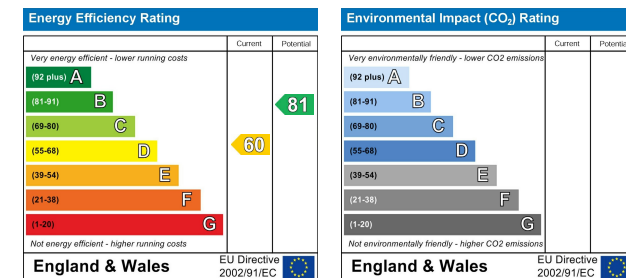 Energy Efficiency Rating
Current Potential
Very energy efficient - lower running costs
(92 plus) A
(81-91) B
81
(69-80) C
(55-68) D
60
(39-54) E
(21-38) F
(1-20) G
Not energy efficient - higher running costs
England & Wales
EU Directive
2002/91/EC
Environmental Impact (CO₂) Rating
Current Potential
Very environmentally friendly - lower CO2 emissions
(92 plus) A
(81-91) B
(69-80) C
(55-68) D
(39-54) E
(21-38) F
(1-20) G
Not environmentally friendly - higher CO2 emissions
England & Wales
EU Directive
2002/91/EC